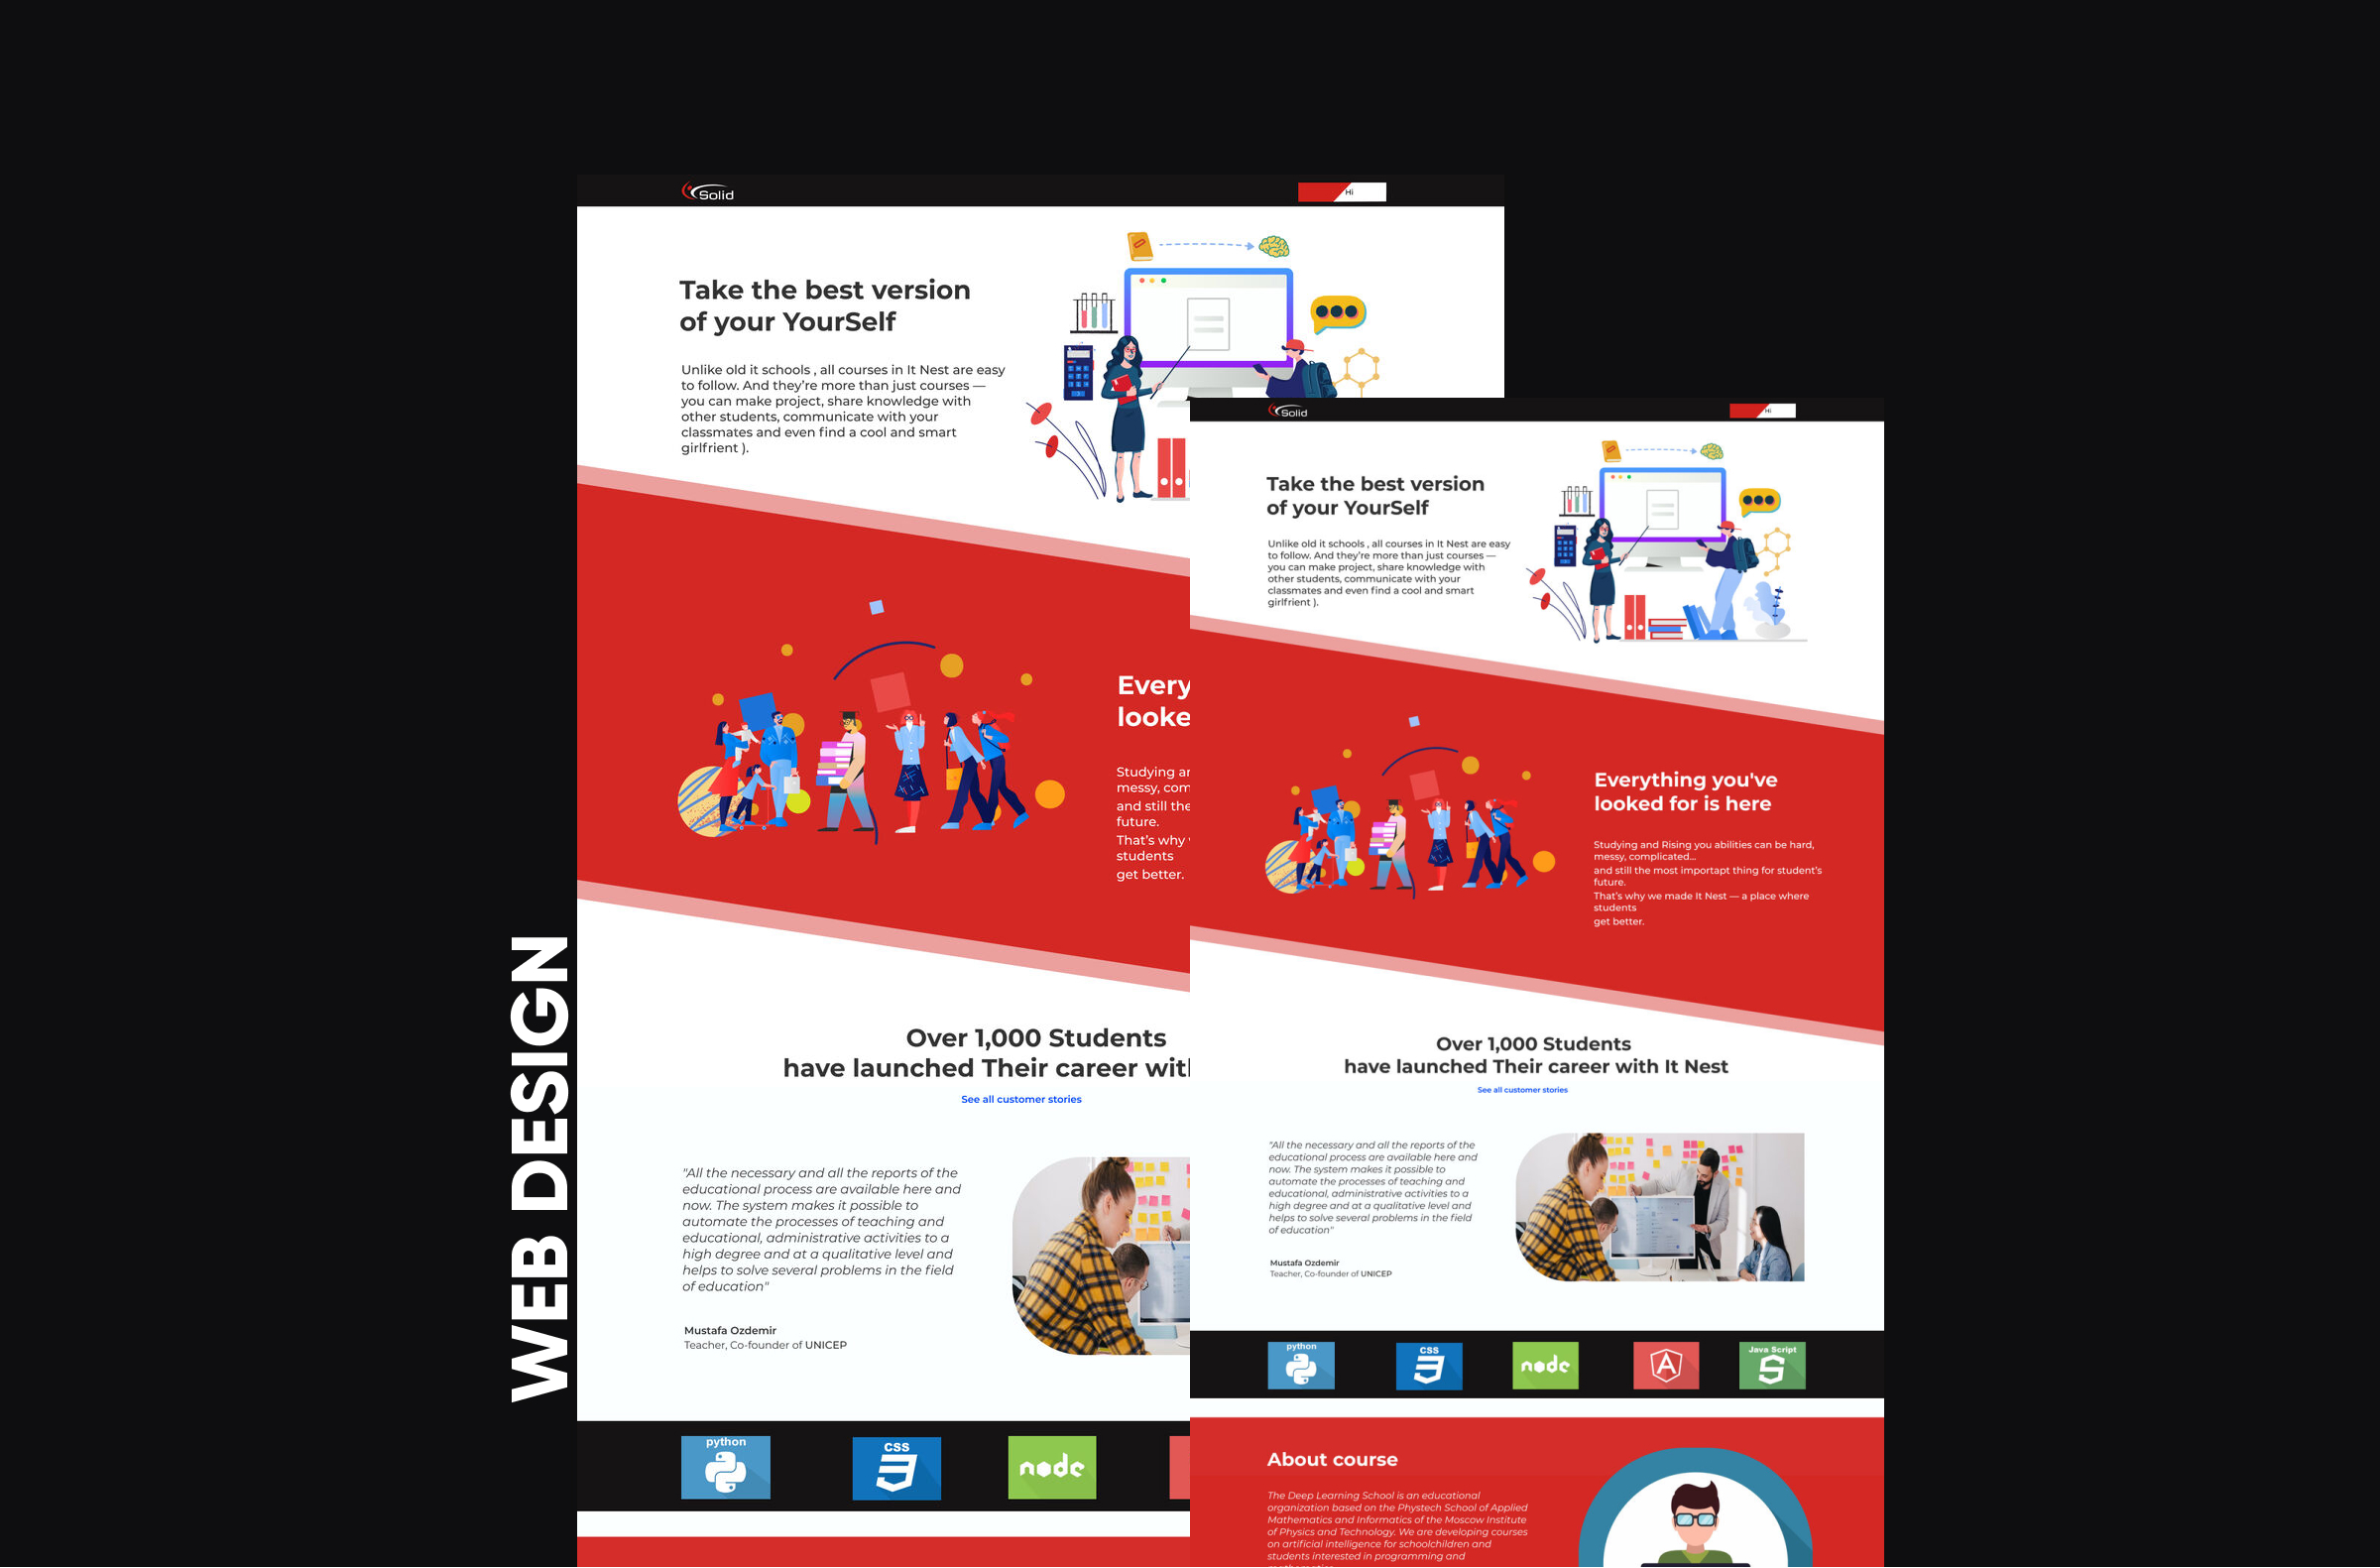 WEB DESIGN
Solid
Hi
Take the best version
of your YourSelf
Unlike old it schools , all courses in It Nest are easy
to follow. And they’re more than just courses —
you can make project, share knowledge with
other students, communicate with your
classmates and even find a cool and smart
girlfrient ).
Every
looke
Studying ar
messy, com
and still the
future.
That’s why
students
get better.
Over 1,000 Students
have launched Their career with
See all customer stories
"All the necessary and all the reports of the
educational process are available here and
now. The system makes it possible to
automate the processes of teaching and
educational, administrative activities to a
high degree and at a qualitative level and
helps to solve several problems in the field
of education"
Mustafa Ozdemir
Teacher, Co-founder of UNICEP
python
CSS
node
Solid
Hi
Take the best version
of your YourSelf
Unlike old it schools , all courses in It Nest are easy
to follow. And they’re more than just courses —
you can make project, share knowledge with
other students, communicate with your
classmates and even find a cool and smart
girlfrient ).
Everything you've
looked for is here
Studying and Rising you abilities can be hard,
messy, complicated...
and still the most importapt thing for student’s
future.
That’s why we made It Nest — a place where
students
get better.
Over 1,000 Students
have launched Their career with It Nest
See all customer stories
"All the necessary and all the reports of the
educational process are available here and
now. The system makes it possible to
automate the processes of teaching and
educational, administrative activities to a
high degree and at a qualitative level and
helps to solve several problems in the field
of education"
Mustafa Ozdemir
Teacher, Co-founder of UNICEP
python
CSS
node
A
Java Script
About course
The Deep Learning School is an educational
organization based on the Phystech School of Applied
Mathematics and Informatics of the Moscow Institute
of Physics and Technology. We are developing courses
on artificial intelligence for schoolchildren and
students interested in programming and